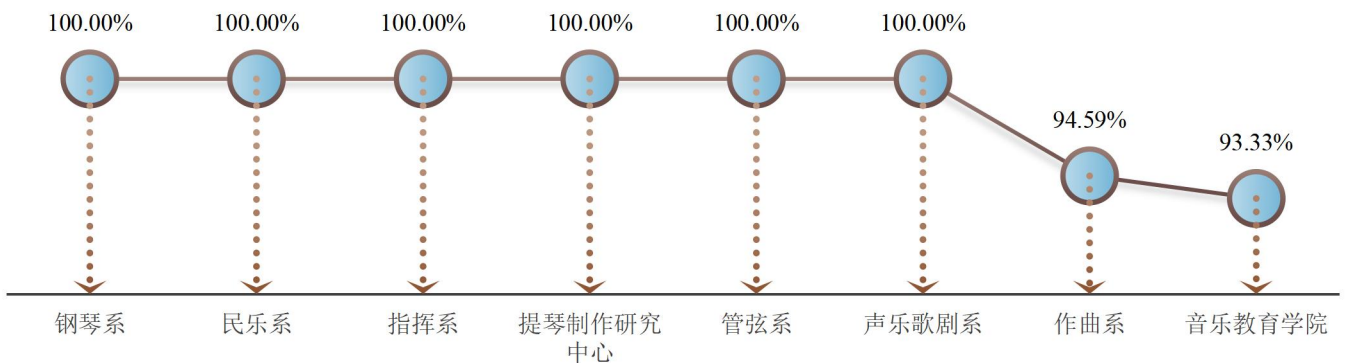 100.00% 100.00% 100.00% 100.00% 100.00% 100.00%
94.59%
93.33%
钢琴系 民乐系 指挥系 提琴制作研究 管弦系 声乐歌剧系 作曲系 音乐教育学院
中心